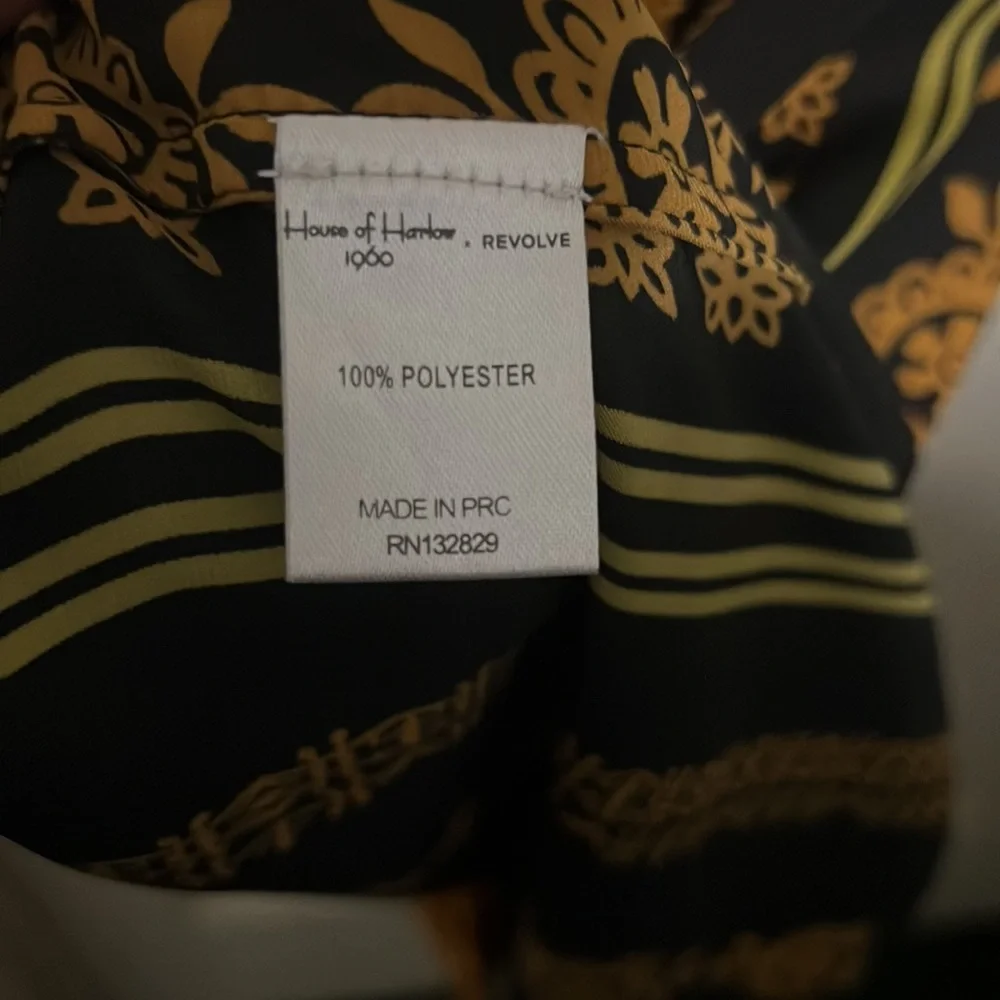 House of Harlow . REVOLVE
1960
100% POLYESTER
MADE IN PRC
RN132829